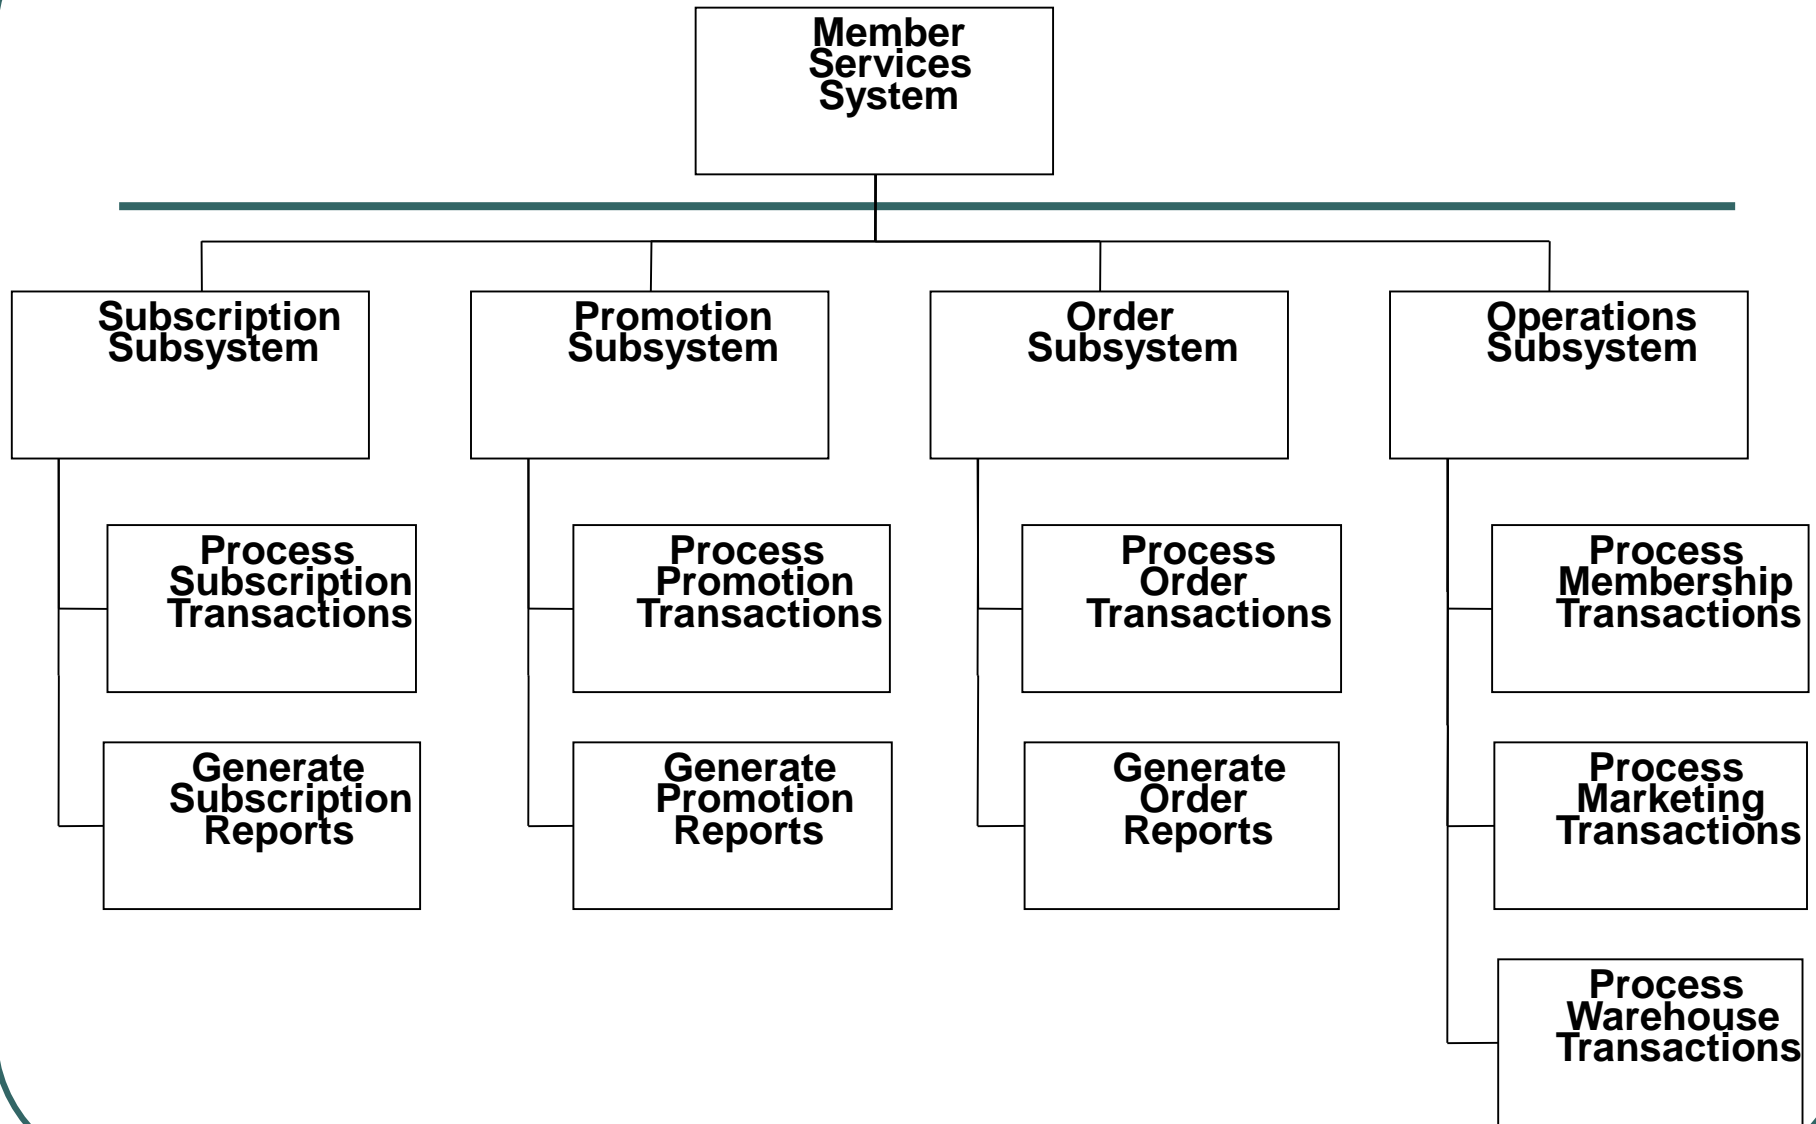 Member
Services
System
Subscription
Subsystem
Promotion
Subsystem
Order
Subsystem
Operations
Subsystem
Process
Subscription
Transactions
Process
Promotion
Transactions
Process
Order
Transactions
Process
Membership
Transactions
Generate
Subscription
Reports
Generate
Promotion
Reports
Generate
Order
Reports
Process
Marketing
Transactions
Process
Warehouse
Transactions